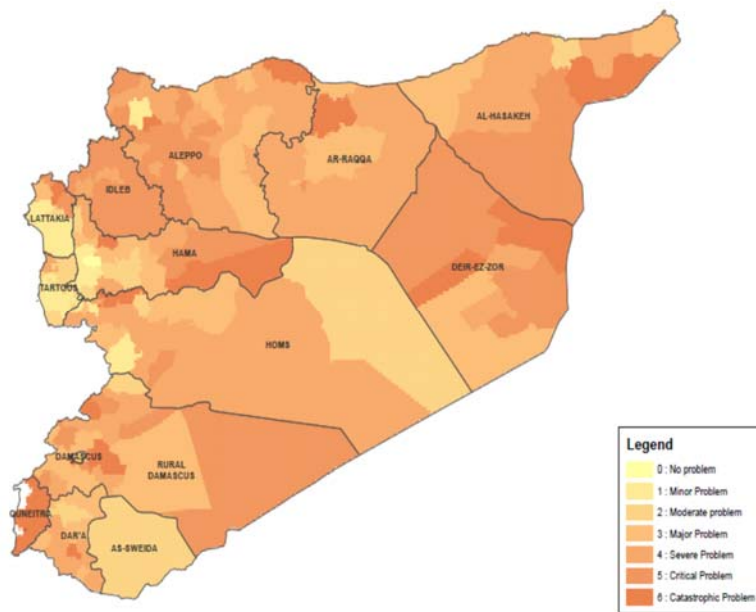 AL-HASAKEH
ALEPPO
AR-RAQQA
IDLEB
LATTAKIA
HAMA
DEIR-EZ-ZOR
TARTOUS
HOMS
DAMASCUS
RURAL
DAMASCUS
QUNEITRA
DAR'A
AS-SWEIDA
Legend
0 : No problem
1 : Minor Problem
2 : Moderate problem
3 : Major Problem
4 : Severe Problem
5 : Critical Problem
6 : Catastrophic Problem